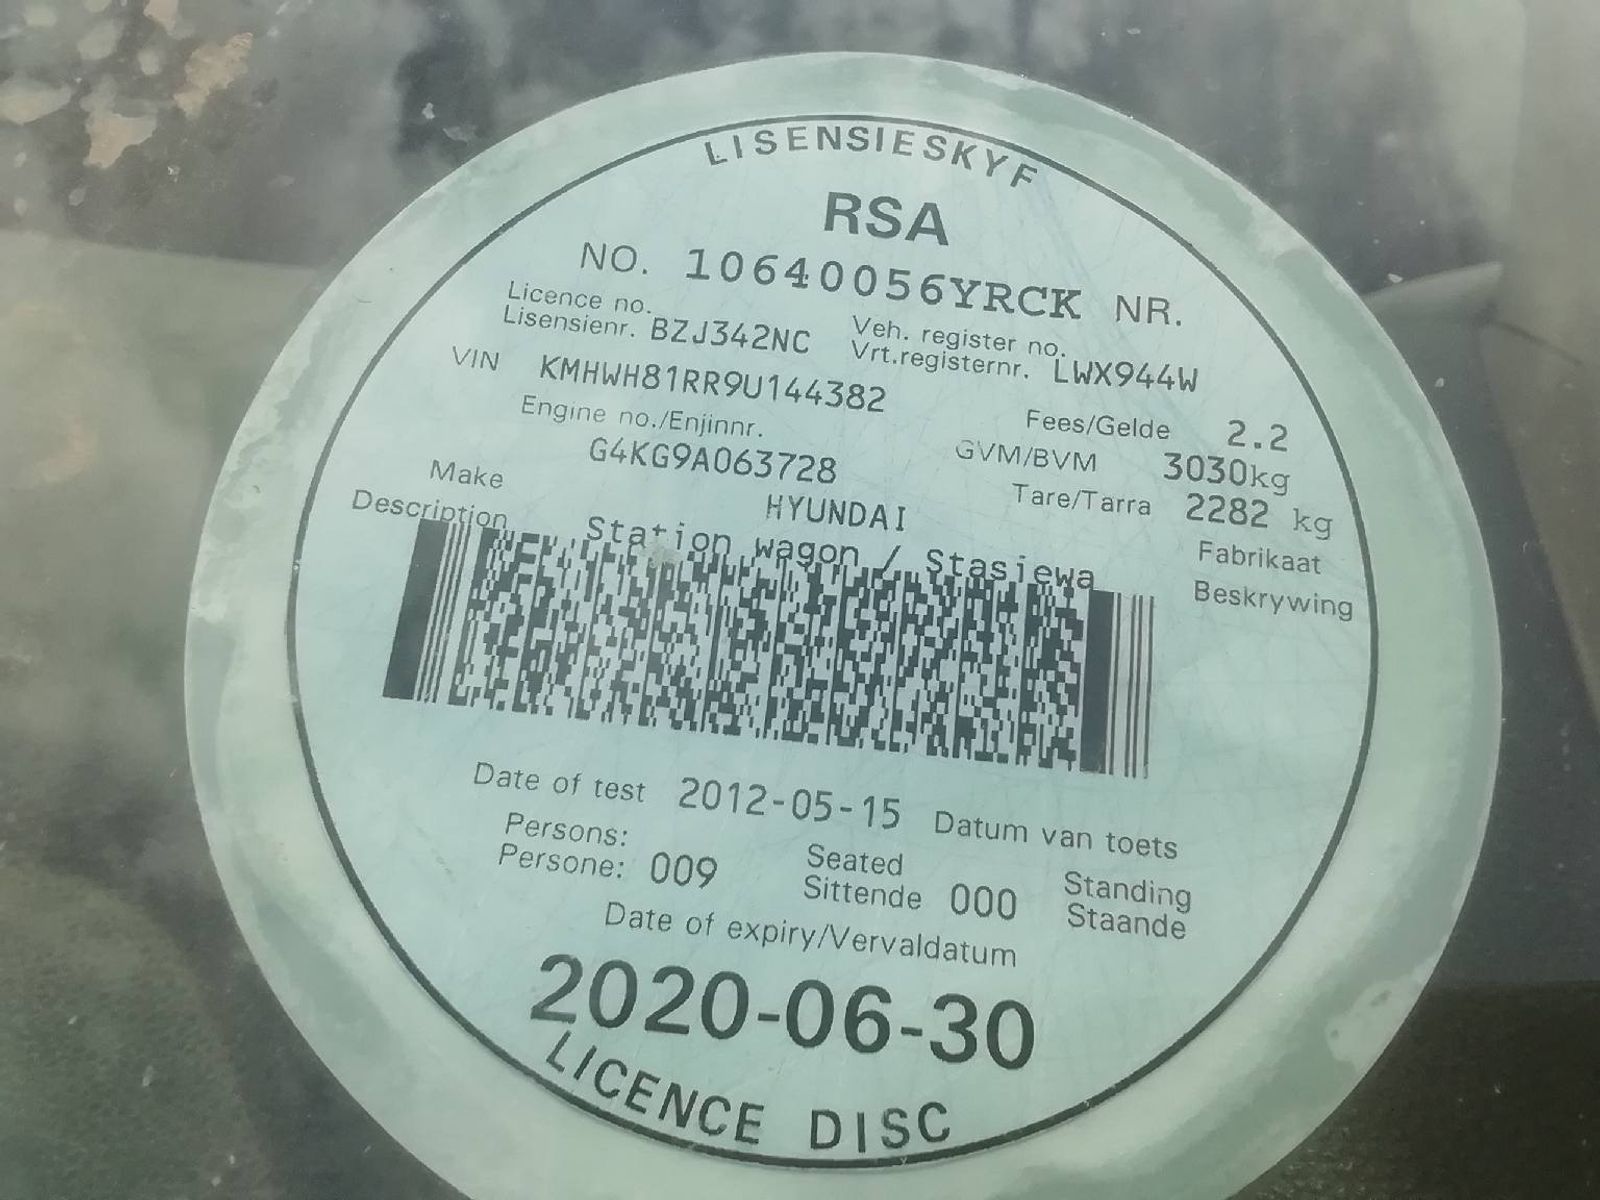 LISENSIESKYF
RSA
NO. 10640056YRCK NR.
Licence no.
Lisensienr. BZJ342NC
Veh. register no.
Vrt.registernr. LWX944W
VIN KMHWH81RR9U144382
Engine no./Enjinnr.
G4KG9A063728
Fees/Gelde 2.2
GVM/BVM 3030kg
Tare/Tarra 2282 kg
Make HYUNDAI Fabrikaat
Description Station wagon / Stasiewa Beskrywing
Date of test 2012-05-15 Datum van toets
Persons:
Persone: 009
Seated
Sittende 000
Standing
Staande
Date of expiry/Vervaldatum
2020-06-30
LICENCE DISC